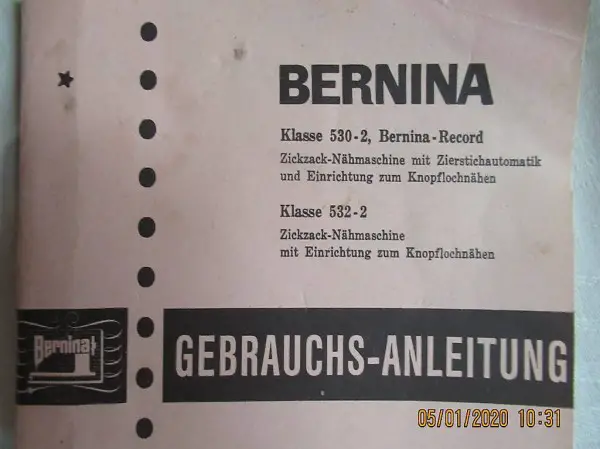 BERNINA
Klasse 530-2, Bernina-Record
Zickzack-Nähmaschine mit Zierstichautomatik
und Einrichtung zum Knopflochnähen
Klasse 532-2
Zickzack-Nähmaschine
mit Einrichtung zum Knopflochnähen
Bernina
GEBRAUCHS-ANLEITUNG
05/01/2020 10:31